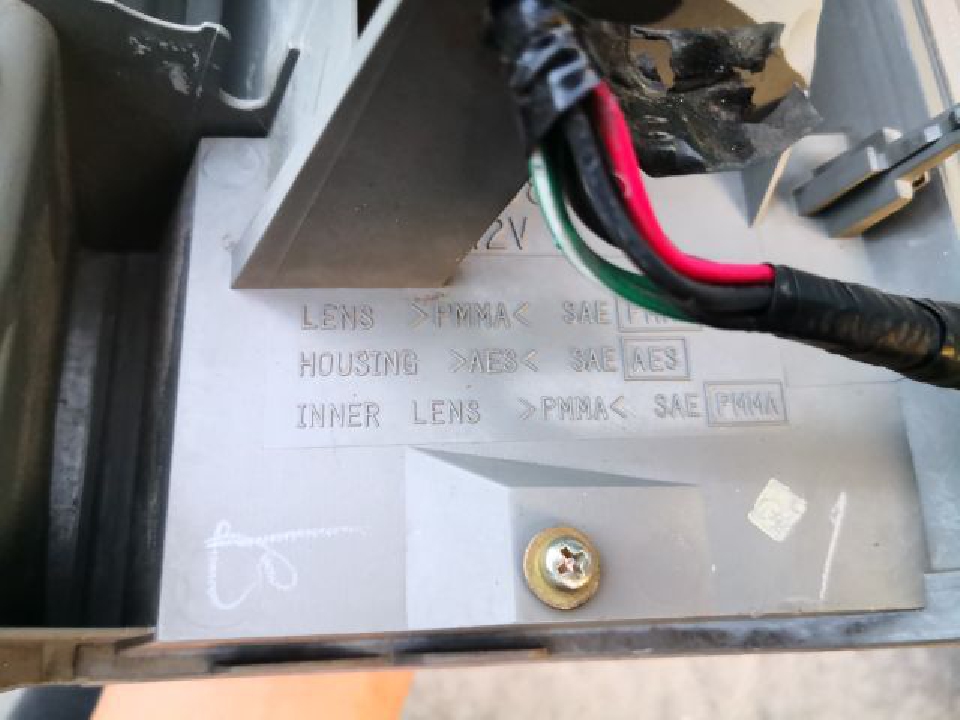 12V
LENS >PMMA< SAE
HOUSING >AES< SAE AES
INNER LENS >PMMA< SAE PMMA